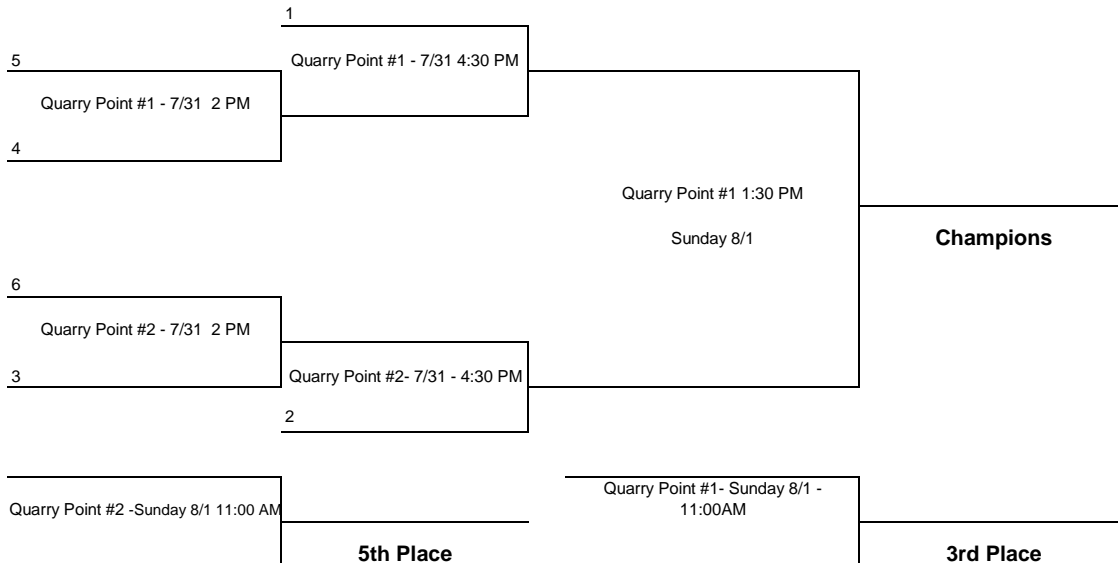 1
5
Quarry Point #1 - 7/31 4:30 PM
Quarry Point #1 - 7/31  2 PM
4
Quarry Point #1 1:30 PM
Sunday 8/1
Champions
6
Quarry Point #2 - 7/31  2 PM
3
Quarry Point #2- 7/31 - 4:30 PM
2
Quarry Point #2 -Sunday 8/1 11:00 AM
Quarry Point #1- Sunday 8/1 -
11:00AM
5th Place
3rd Place